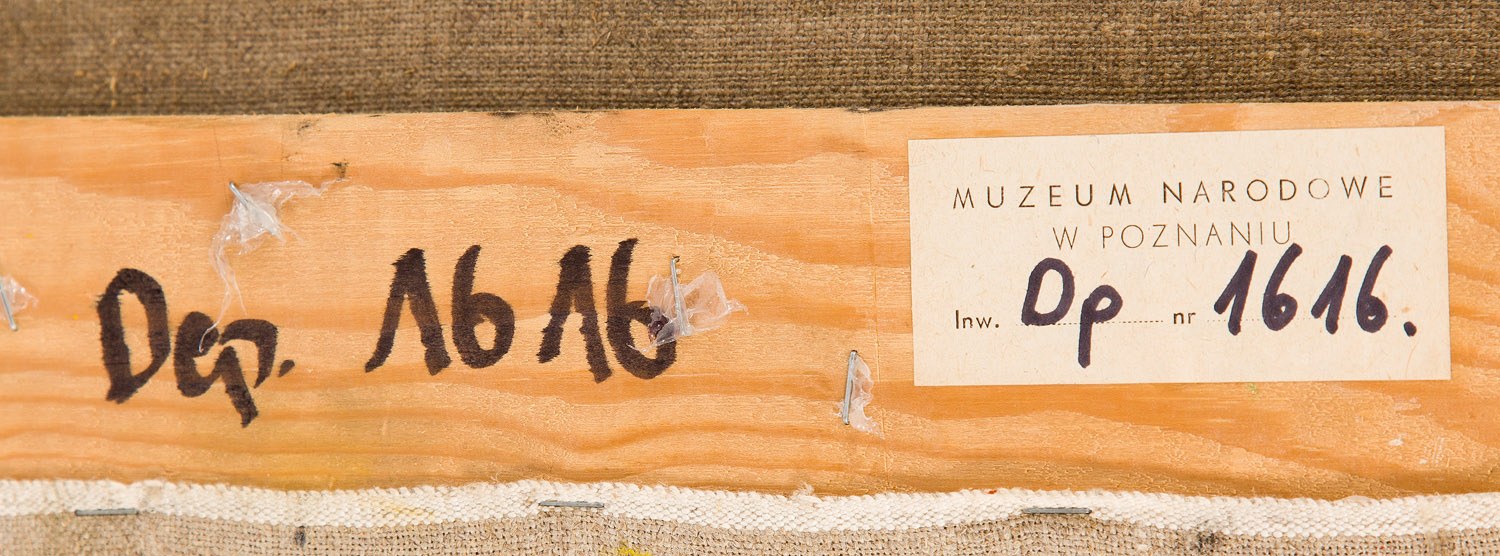 Dep. 1616
MUZEUM NARODOWE
W POZNANIU
Inw. Dp nr 1616.